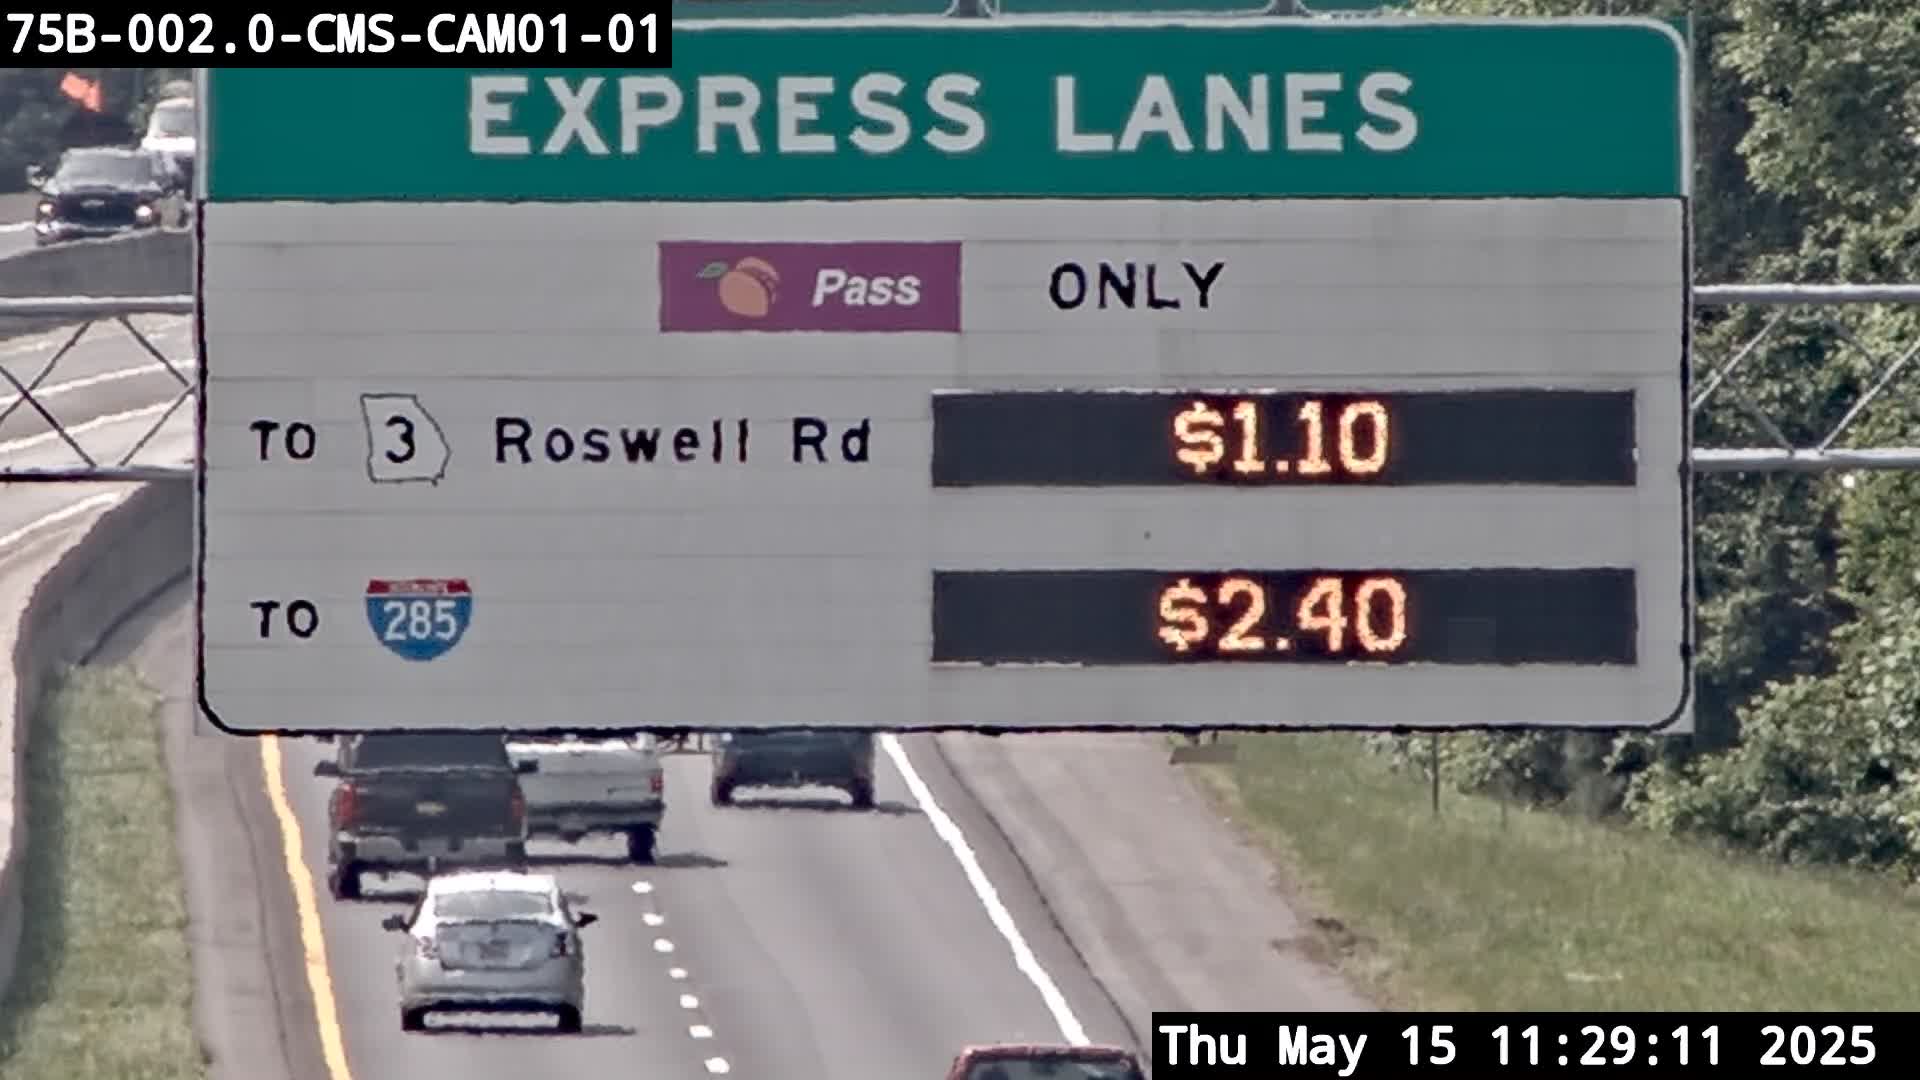 75B-002.0-CMS-CAM01-01
EXPRESS LANES
Pass ONLY
TO 3 Roswell Rd $1.10
TO 285 $2.40
Thu May 15 11:29:11 2025